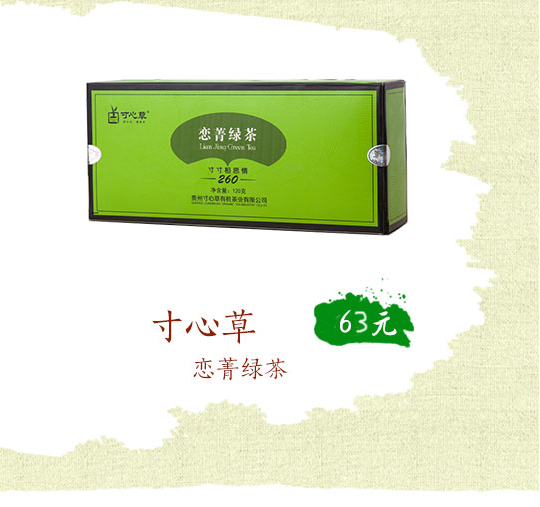 寸心草®
恋菁绿茶
Lian Jing Green Tea
寸寸相思情
260
净含量：120克
贵州寸心草有机茶业有限公司
寸心草
63元
恋菁绿茶